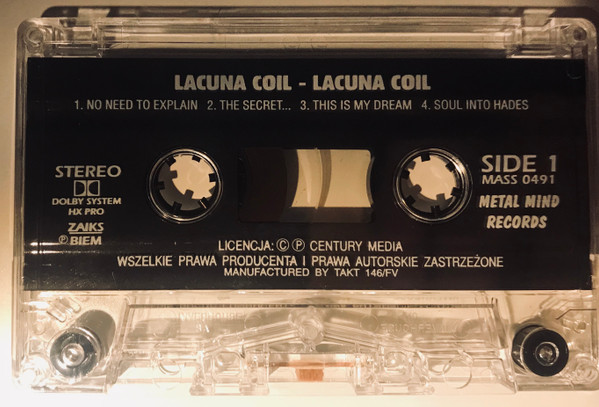 LACUNA COIL - LACUNA COIL
1. NO NEED TO EXPLAIN 2. THE SECRET... 3. THIS IS MY DREAM 4. SOUL INTO HADES
STEREO
DOLBY SYSTEM
HX PRO
ZAIKS
Ⓟ BIEM
SIDE 1
MASS 0491
METAL MIND
RECORDS
LICENCJA: © Ⓟ CENTURY MEDIA
WSZELKIE PRAWA PRODUCENTA I PRAWA AUTORSKIE ZASTRZEŻONE
MANUFACTURED BY TAKT 146/FV